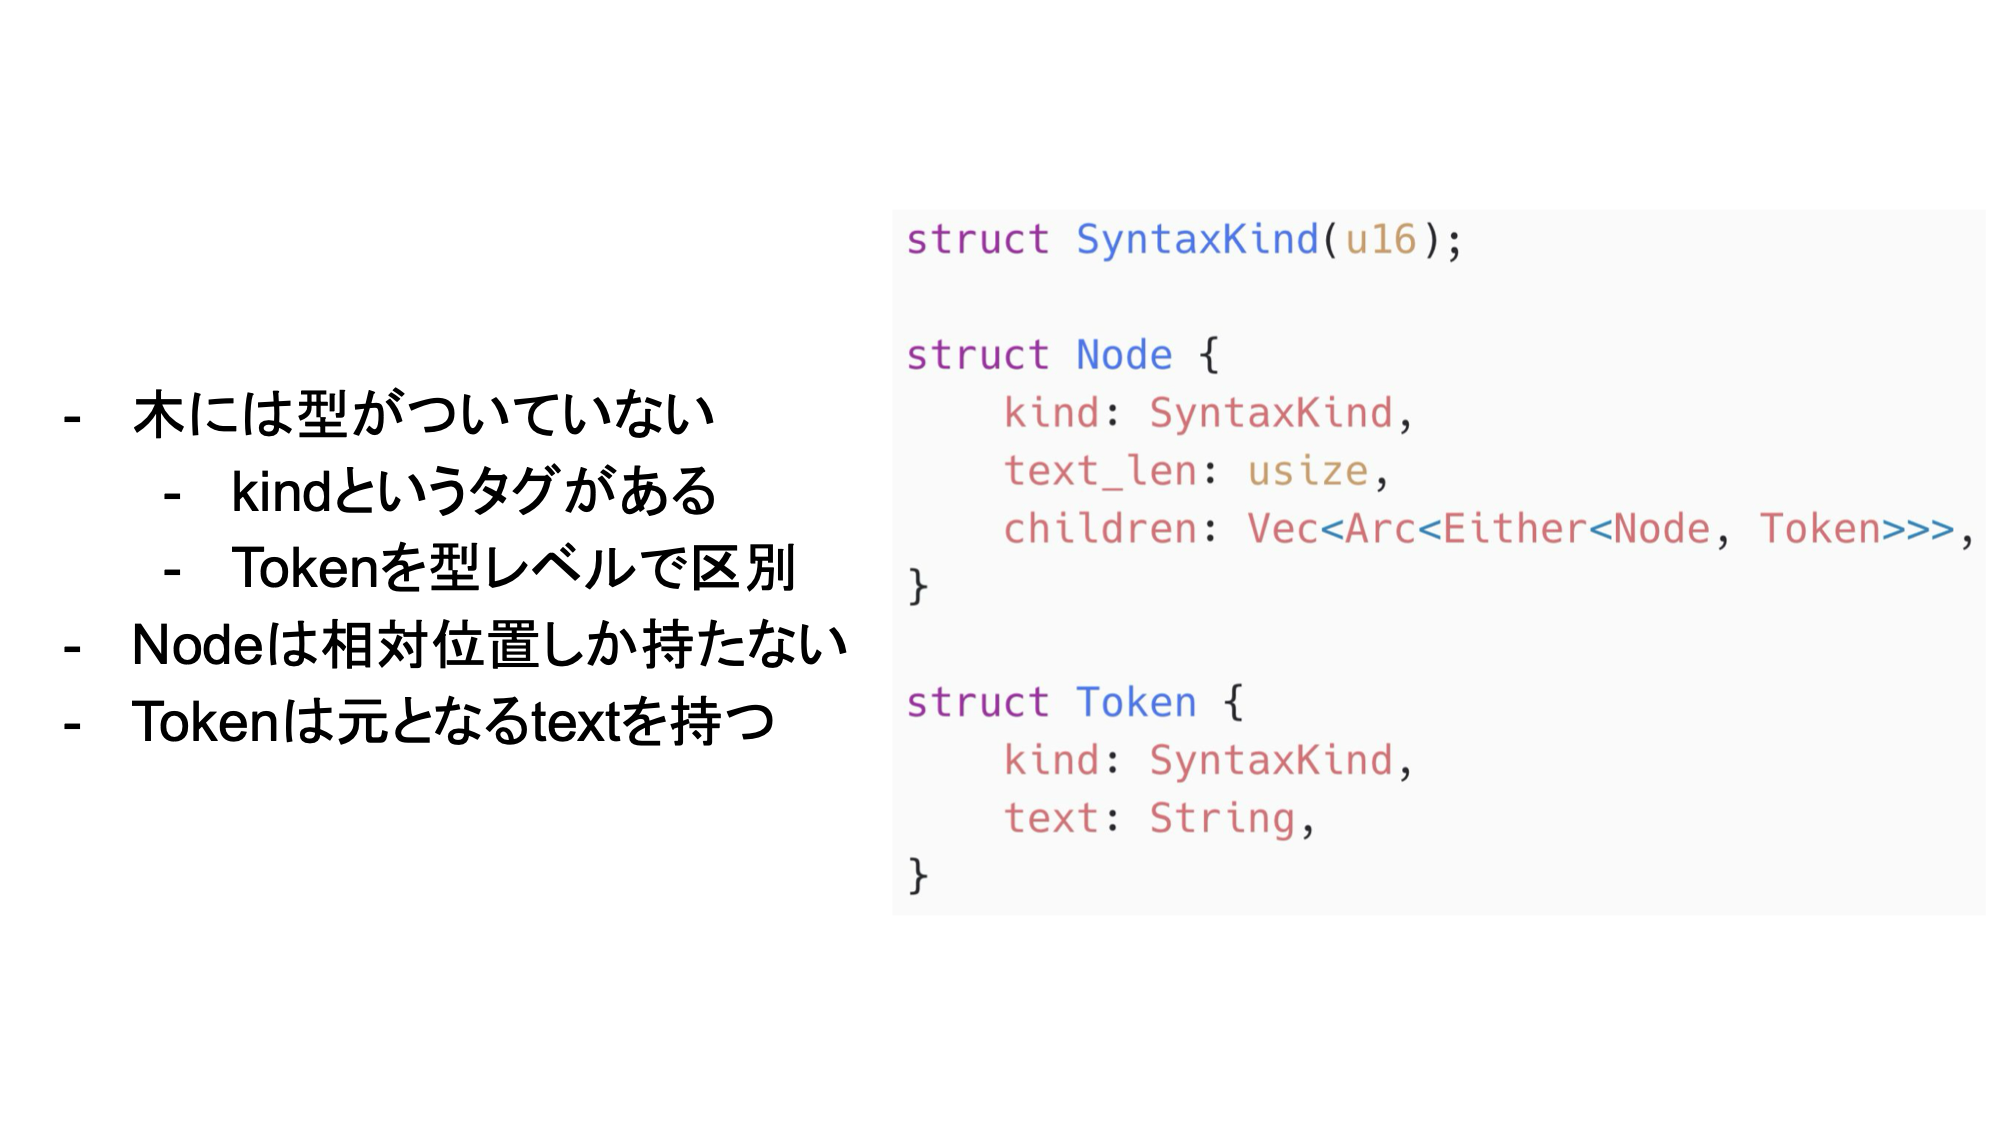 - 木には型がついていない
- kindというタグがある
- Tokenを型レベルで区別
- Nodeは相対位置しか持たない
- Tokenは元となるtextを持つ
struct SyntaxKind(u16);
struct Node {
    kind: SyntaxKind,
    text_len: usize,
    children: Vec<Arc<Either<Node, Token>>>,
}
struct Token {
    kind: SyntaxKind,
    text: String,
}